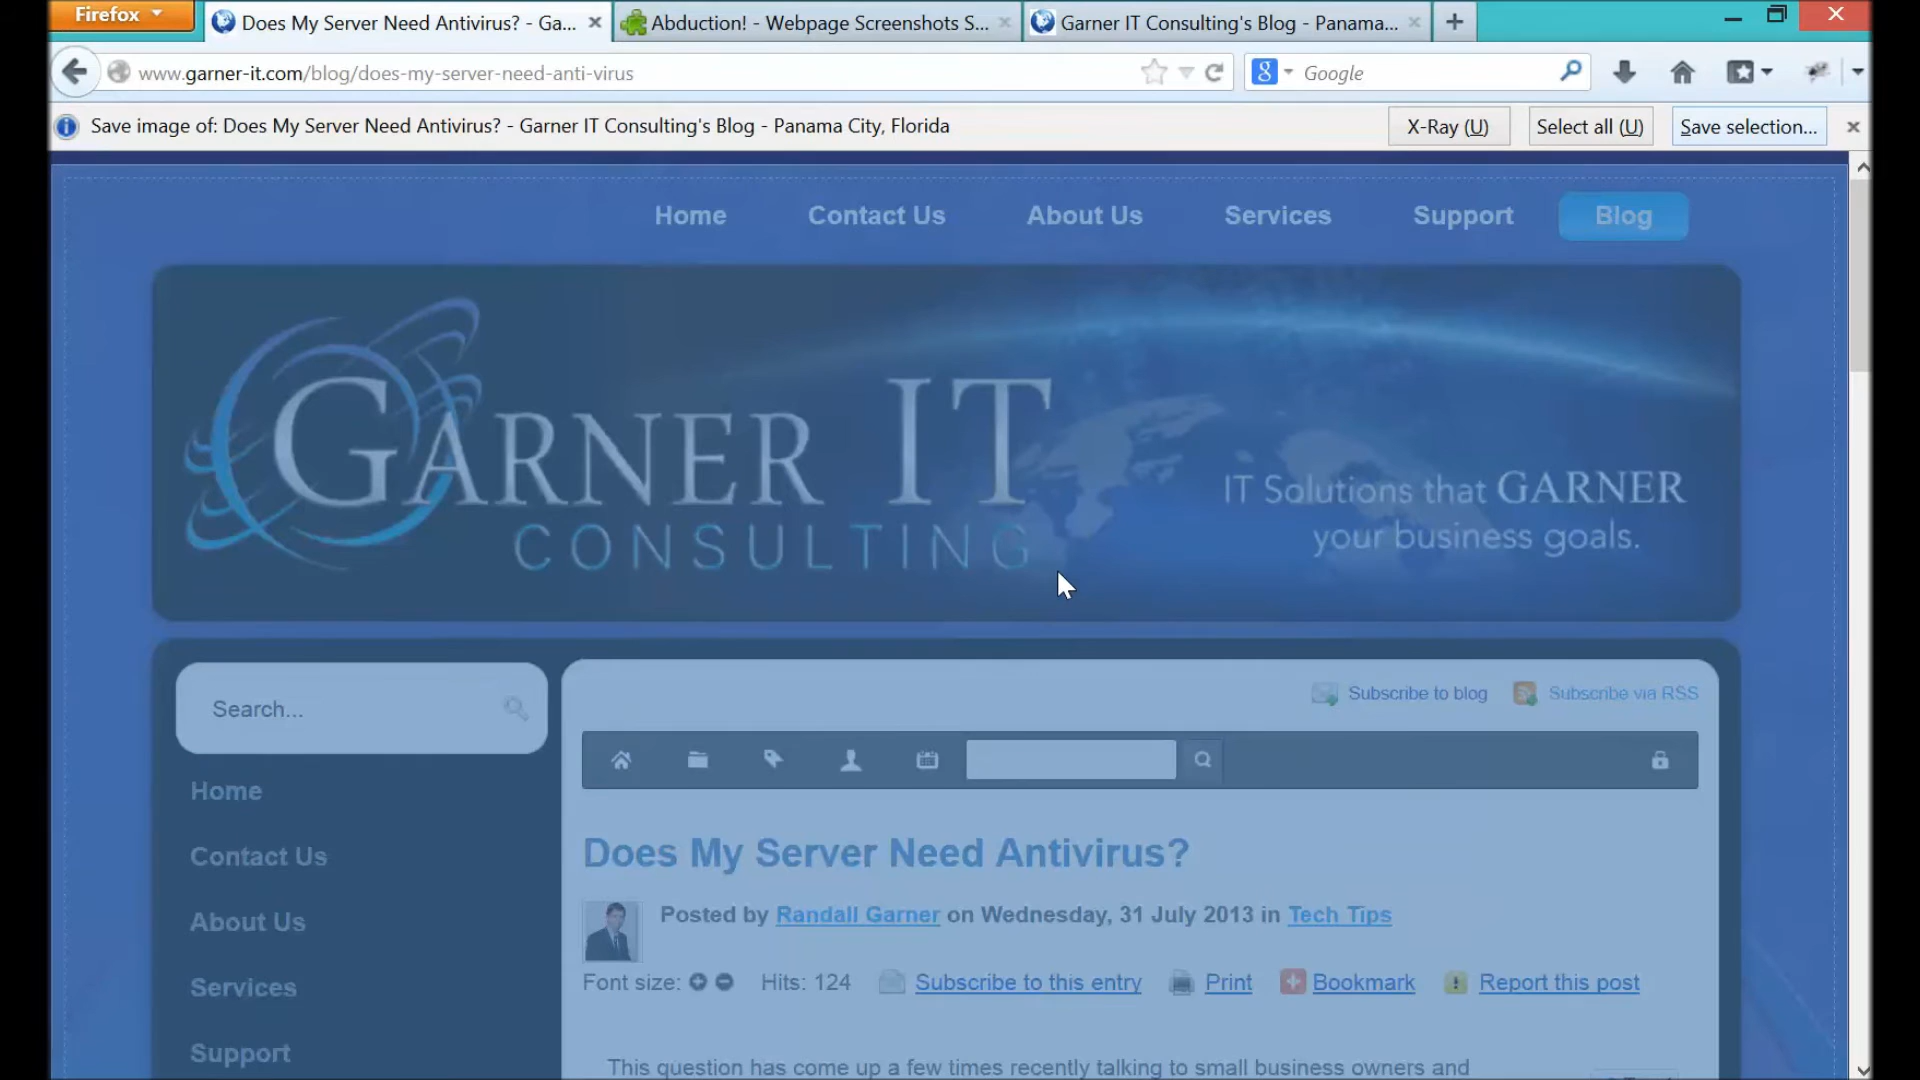 Firefox
Does My Server Need Antivirus? - Ga...
Abduction! - Webpage Screenshots S...
Garner IT Consulting's Blog - Panama...
www.garner-it.com/blog/does-my-server-need-anti-virus
Google
Save image of: Does My Server Need Antivirus? - Garner IT Consulting's Blog - Panama City, Florida
X-Ray (U)
Select all (U)
Save selection...
Home
Contact Us
About Us
Services
Support
Blog
GARNER IT
CONSULTING
IT Solutions that GARNER
your business goals.
Search...
Home
Contact Us
About Us
Services
Support
Subscribe to blog
Subscribe via RSS
Does My Server Need Antivirus?
Posted by Randall Garner on Wednesday, 31 July 2013 in Tech Tips
Font size: Hits: 124 Subscribe to this entry Print Bookmark Report this post
This question has come up a few times recently talking to small business owners and